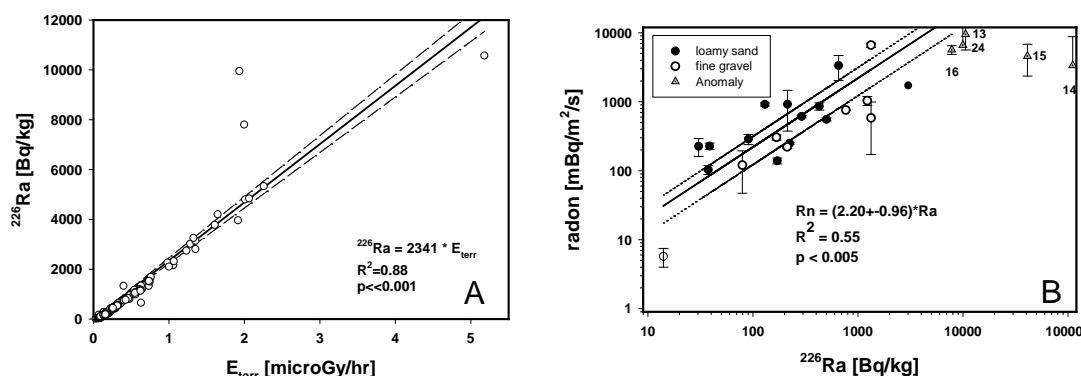 12000
10000
8000
6000
4000
2000
0
²²⁶Ra [Bq/kg]
²²⁶Ra = 2341 * E_terr
R²=0.88
p<<0.001
A
0 1 2 3 4 5
E_terr [microGy/hr]
10000
1000
100
10
1
radon [mBq/m²/s]
loamy sand
fine gravel
Anomaly
13
24
16
15
14
Rn = (2.20+-0.96)*Ra
R² = 0.55
p < 0.005
B
10 100 1000 10000 100000
²²⁶Ra [Bq/kg]